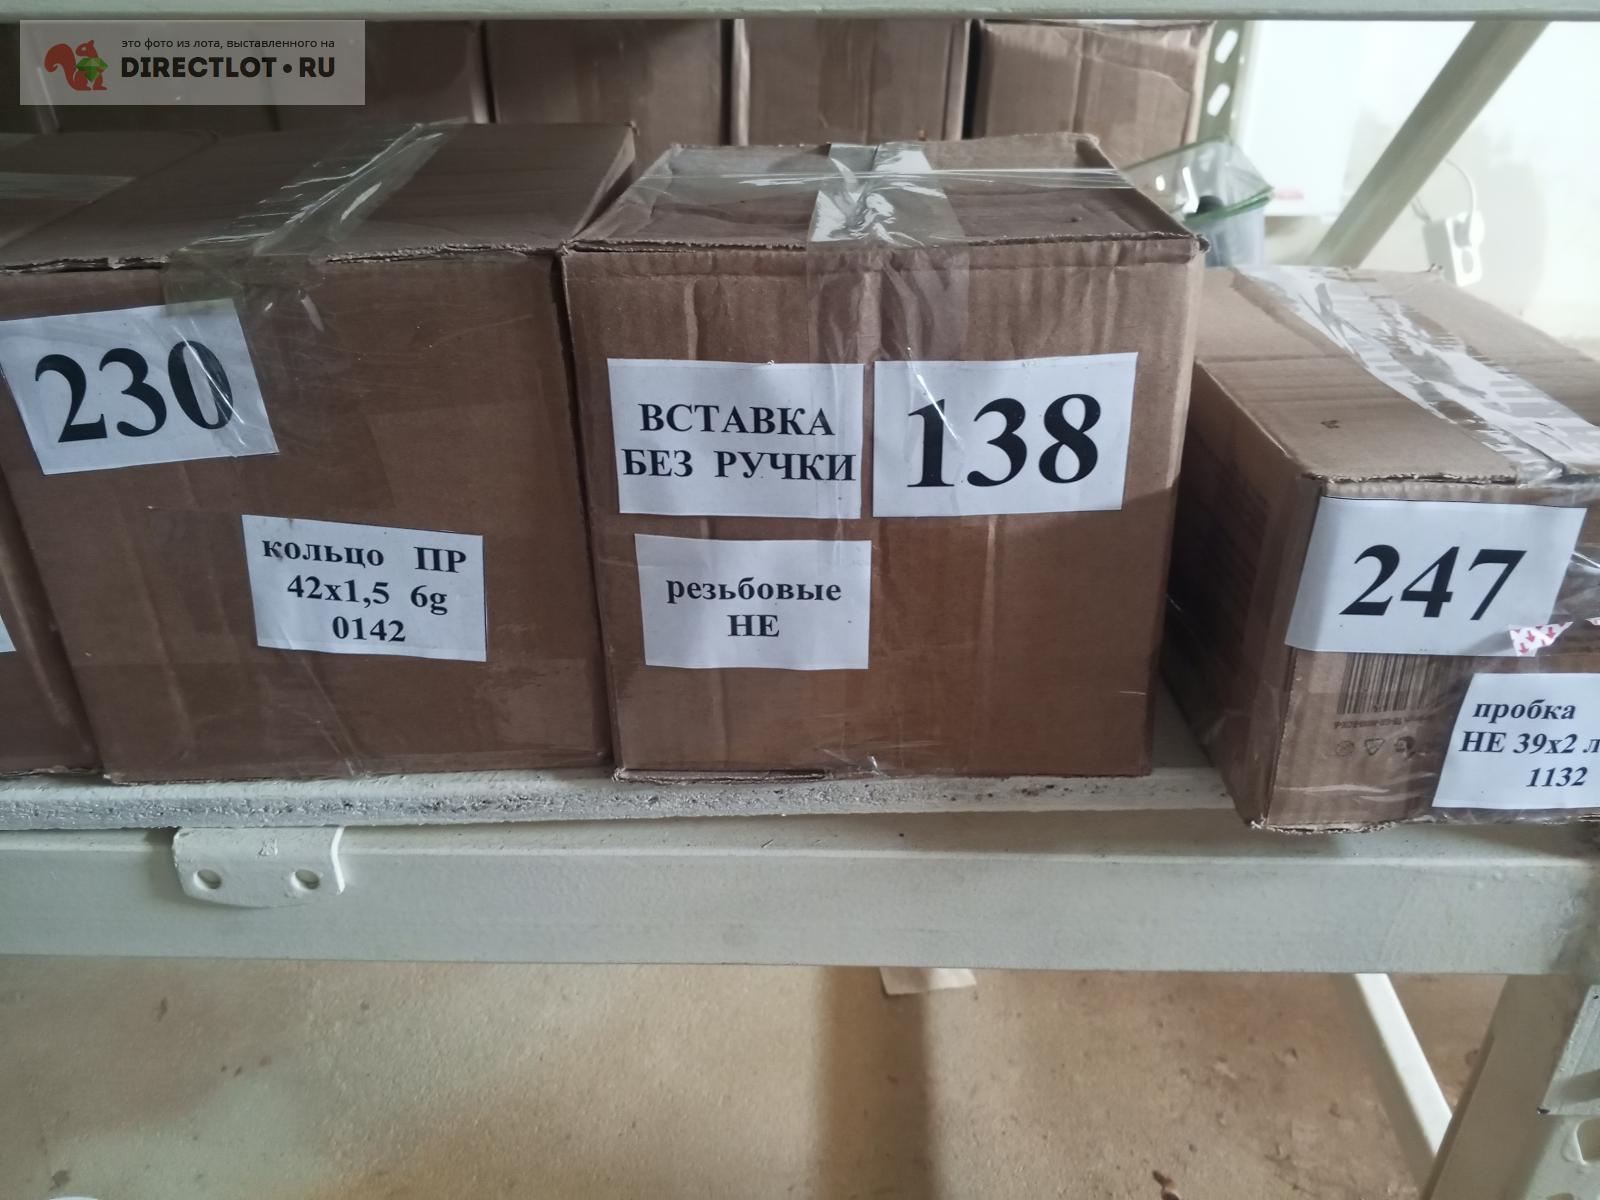 это фото из лота, выставленного на
DIRECTLOT•RU
230
кольцо ПР
42х1,5 6g
0142
ВСТАВКА
БЕЗ РУЧКИ
138
резьбовые
НЕ
247
пробка
НЕ 39х2 л
1132